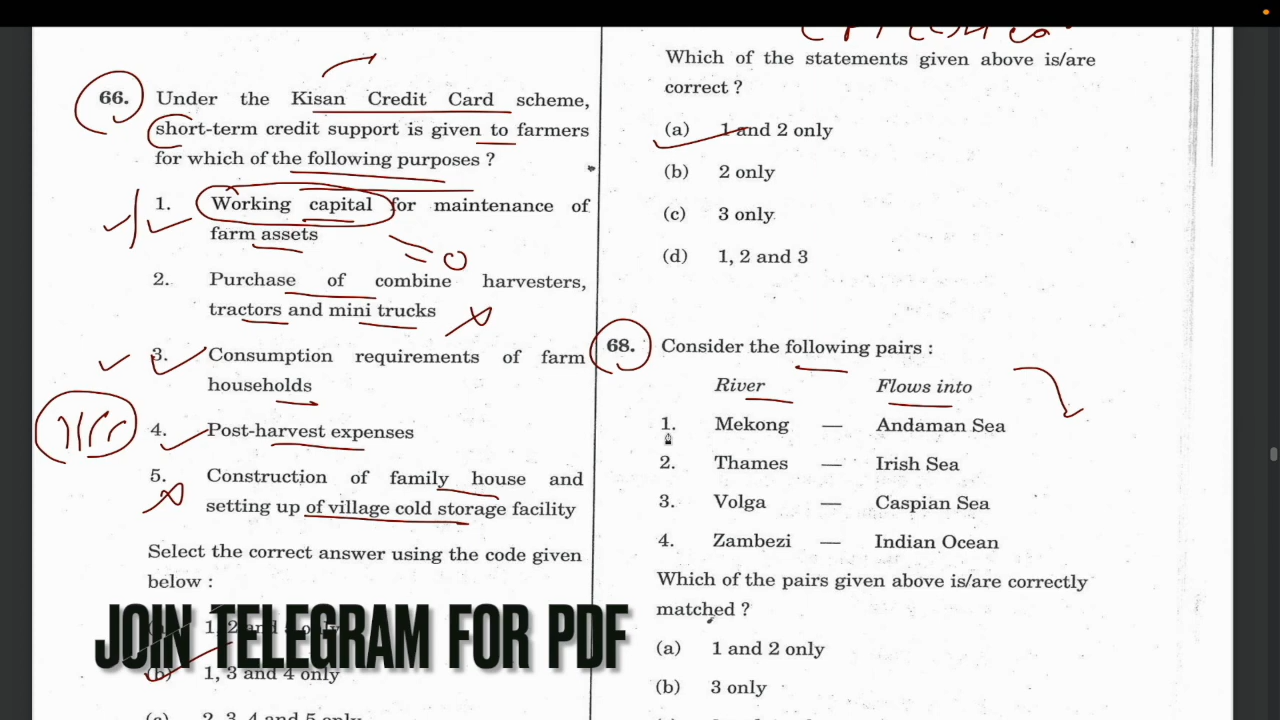 66. Under the Kisan Credit Card scheme,
short-term credit support is given to farmers
for which of the following purposes ?
1. Working capital for maintenance of
farm assets
2. Purchase of combine harvesters,
tractors and mini trucks
3. Consumption requirements of farm
households
4. Post-harvest expenses
5. Construction of family house and
setting up of village cold storage facility
Select the correct answer using the code given
below :
JOIN TELEGRAM FOR PDF
(b) 1, 3 and 4 only
2, 3, 4 and 5 only
Which of the statements given above is/are
correct ?
(a) 1 and 2 only
(b) 2 only
(c) 3 only
(d) 1, 2 and 3
68. Consider the following pairs :
River Flows into
1. Mekong — Andaman Sea
2. Thames — Irish Sea
3. Volga — Caspian Sea
4. Zambezi — Indian Ocean
Which of the pairs given above is/are correctly
matched ?
(a) 1 and 2 only
(b) 3 only